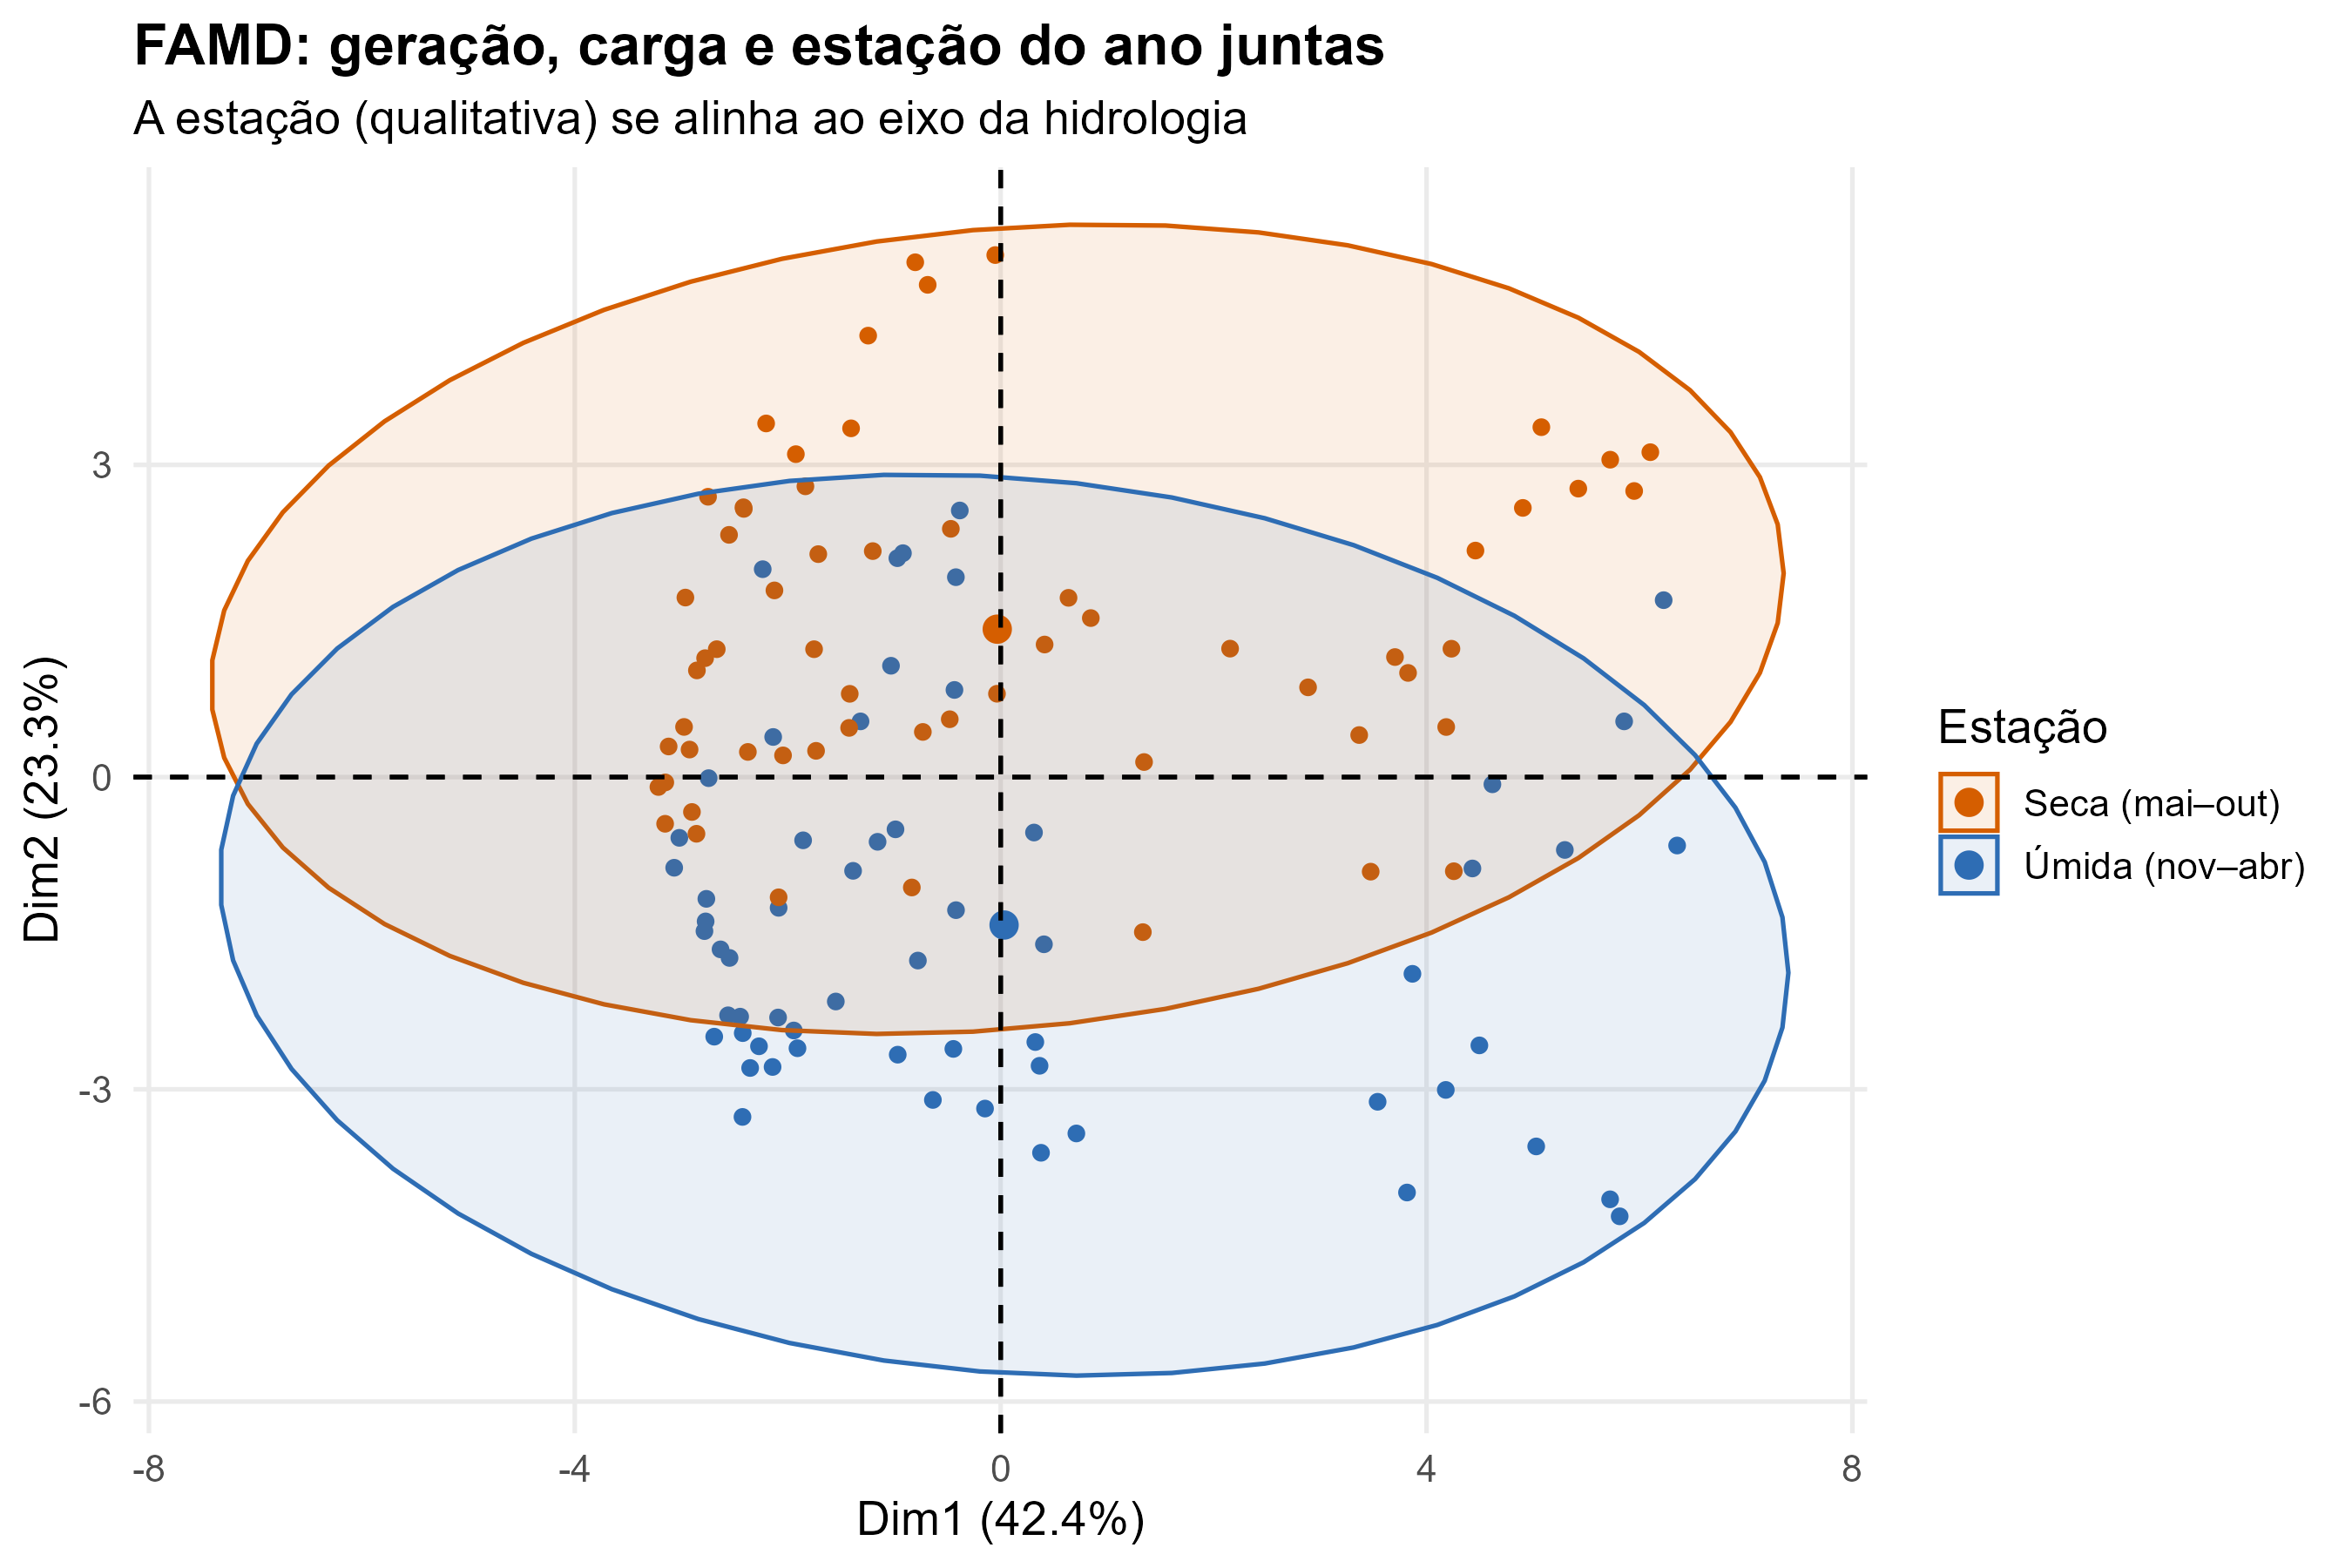 FAMD: geração, carga e estação do ano juntas
A estação (qualitativa) se alinha ao eixo da hidrologia
3
0
-3
-6
Dim2 (23.3%)
-8
-4
0
4
8
Dim1 (42.4%)
Estação
Seca (mai–out)
Úmida (nov–abr)